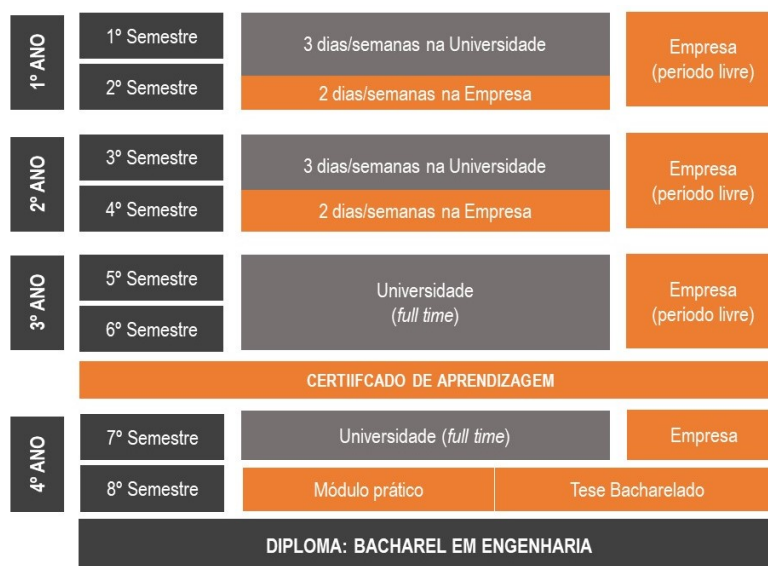 1º ANO
1º Semestre
2º Semestre
3 dias/semanas na Universidade
2 dias/semanas na Empresa
Empresa
(periodo livre)
2º ANO
3º Semestre
4º Semestre
3 dias/semanas na Universidade
2 dias/semanas na Empresa
Empresa
(periodo livre)
3º ANO
5º Semestre
6º Semestre
Universidade
(full time)
Empresa
(periodo livre)
CERTIIFCADO DE APRENDIZAGEM
4º ANO
7º Semestre
Universidade (full time)
Empresa
8º Semestre
Módulo prático
Tese Bacharelado
DIPLOMA: BACHAREL EM ENGENHARIA